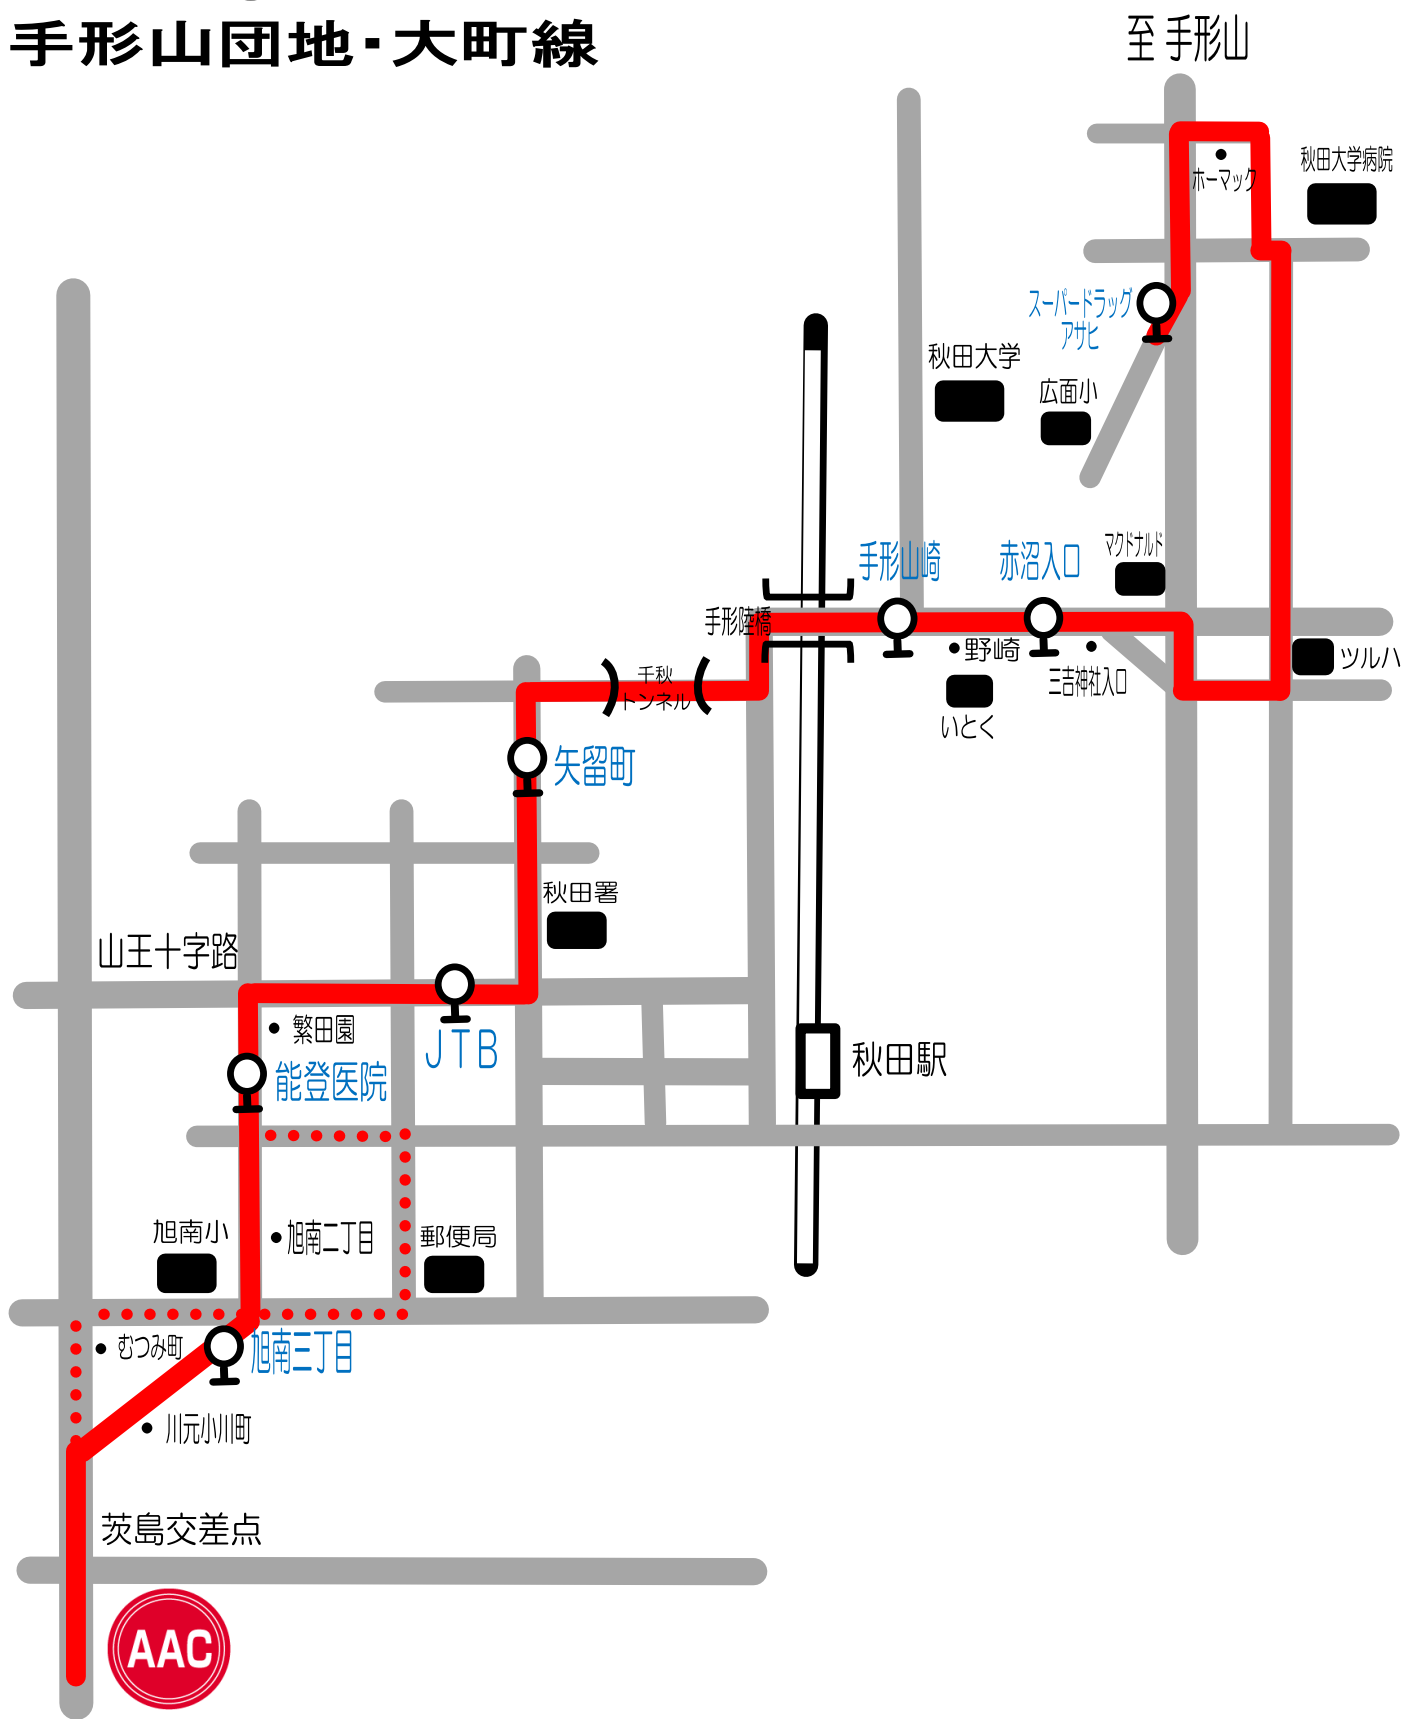 手形山団地・大町線
至 手形山
秋田大学病院
ホーマック
スーパードラッグ
アサヒ
秋田大学
広面小
マクドナルド
手形山崎
赤沼入口
手形陸橋
野崎
三吉神社入口
ツルハ
いとく
千秋
トンネル
矢留町
秋田署
山王十字路
JTB
繁田園
能登医院
秋田駅
旭南小
旭南二丁目
郵便局
むつみ町
旭南三丁目
川元小川町
茨島交差点
AAC